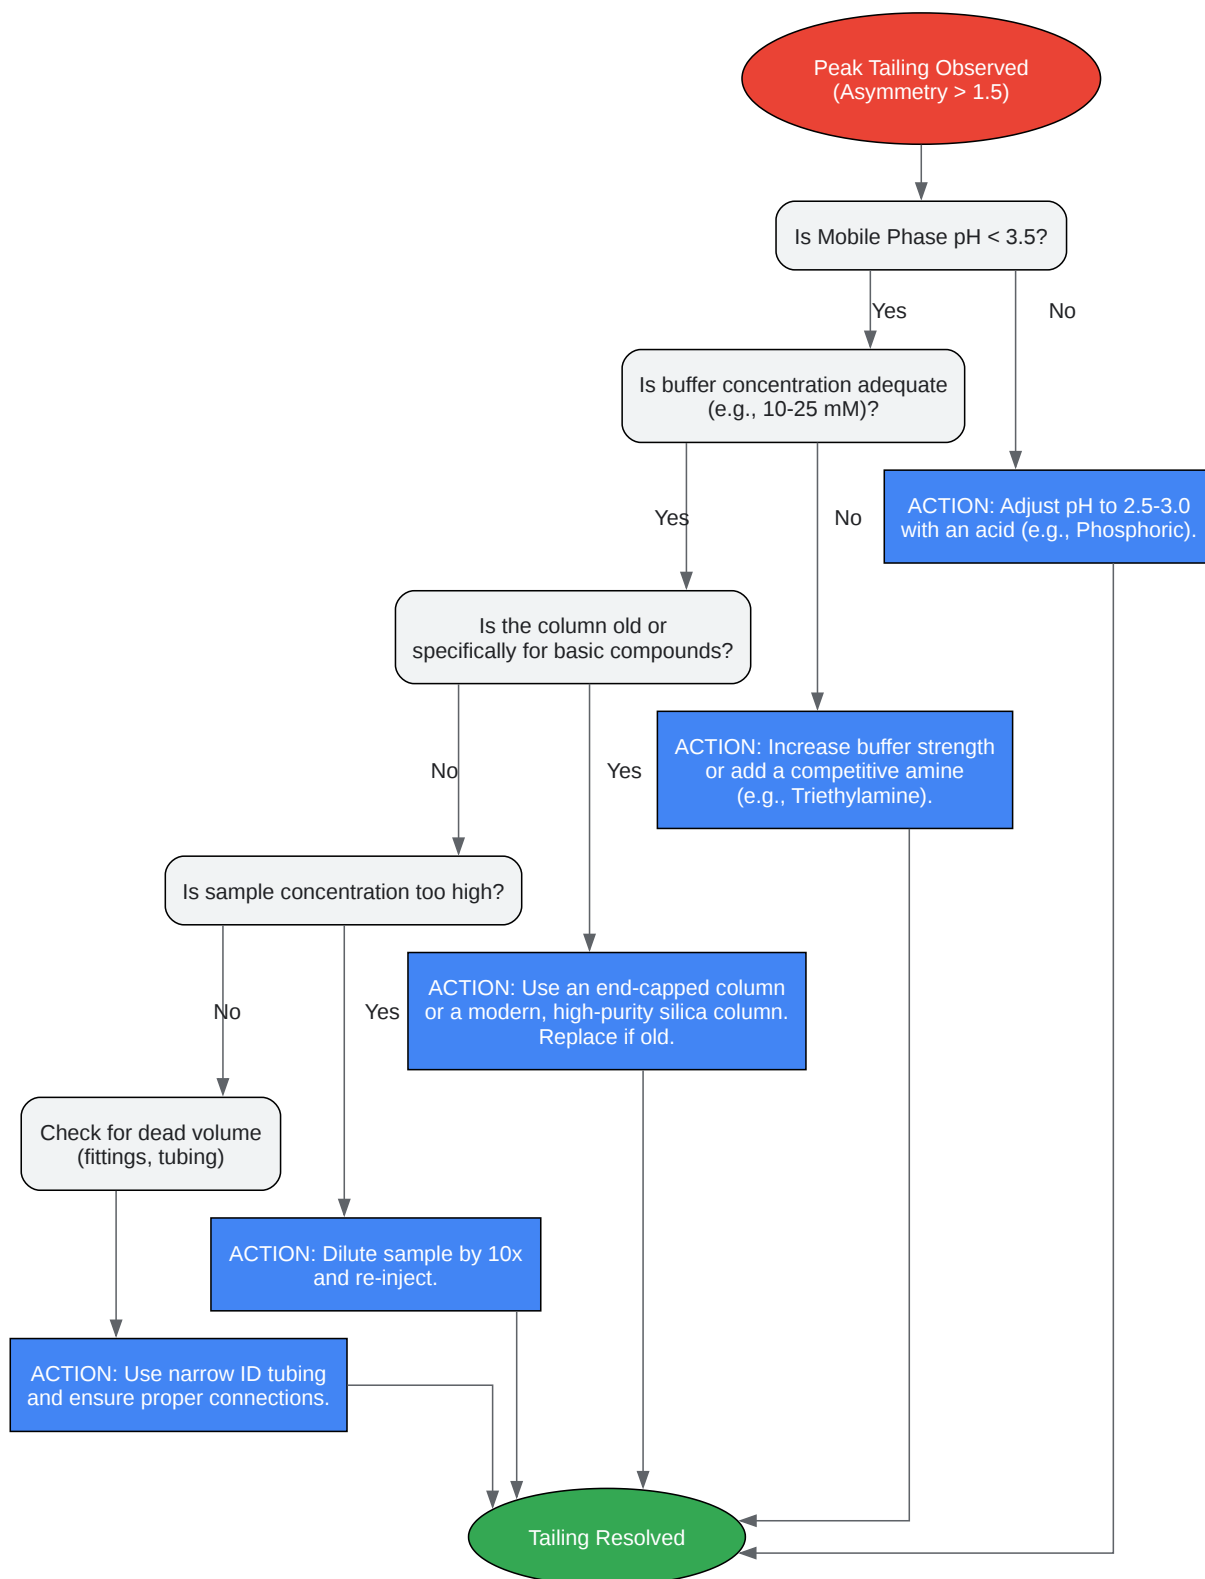 Peak Tailing Observed
(Asymmetry > 1.5)
Is Mobile Phase pH < 3.5?
Yes
No
Is buffer concentration adequate
(e.g., 10-25 mM)?
ACTION: Adjust pH to 2.5-3.0
with an acid (e.g., Phosphoric).
Yes
No
Is the column old or
specifically for basic compounds?
ACTION: Increase buffer strength
or add a competitive amine
(e.g., Triethylamine).
No
Yes
Is sample concentration too high?
ACTION: Use an end-capped column
or a modern, high-purity silica column.
Replace if old.
No
Yes
Check for dead volume
(fittings, tubing)
ACTION: Dilute sample by 10x
and re-inject.
ACTION: Use narrow ID tubing
and ensure proper connections.
Tailing Resolved